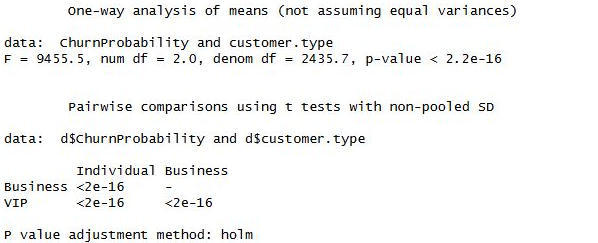 One-way analysis of means (not assuming equal variances)
data: ChurnProbability and customer.type
F = 9455.5, num df = 2.0, denom df = 2435.7, p-value < 2.2e-16
Pairwise comparisons using t tests with non-pooled SD
data: d$ChurnProbability and d$customer.type
Individual Business
Business <2e-16 -
VIP <2e-16 <2e-16
P value adjustment method: holm